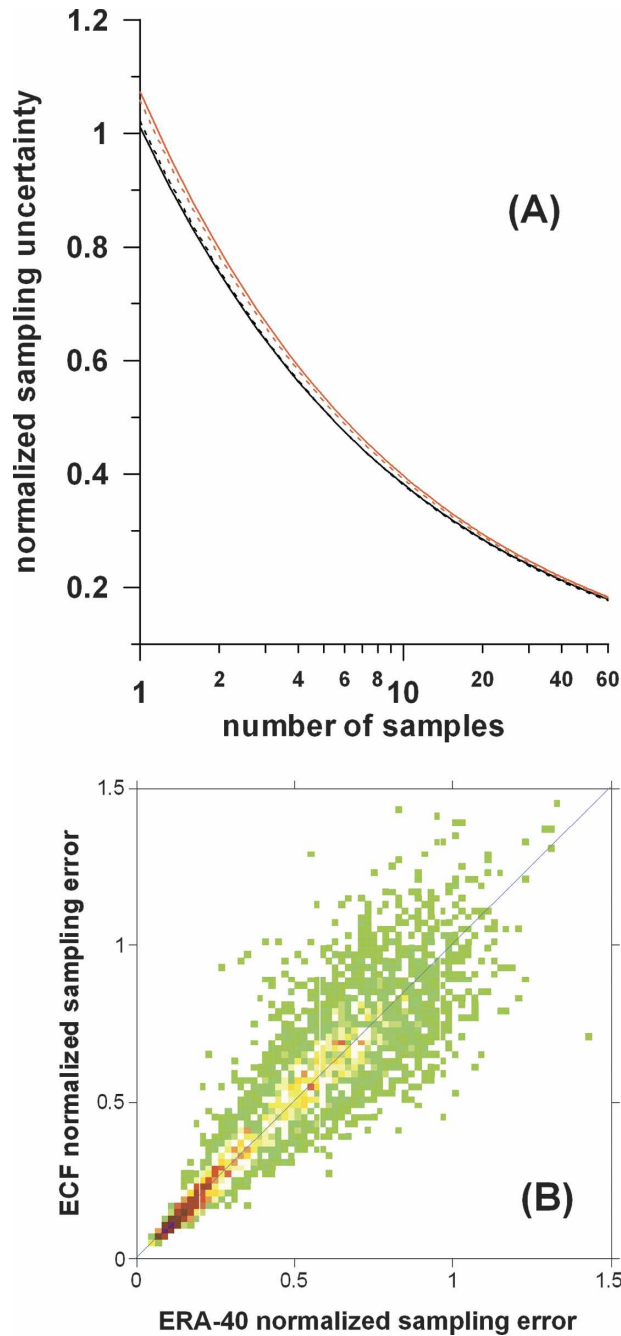 1.2
1
0.8
0.6
0.4
0.2
normalized sampling uncertainty
(A)
1 2 4 6 8 10 20 40 60
number of samples
1.5
1
0.5
0
ECF normalized sampling error
(B)
0 0.5 1 1.5
ERA-40 normalized sampling error